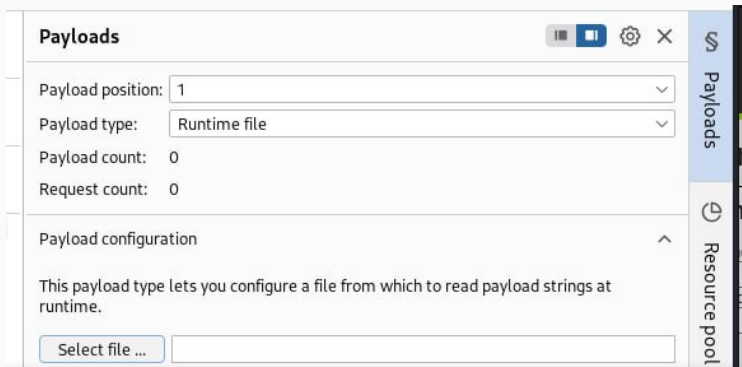 Payloads
Payload position: 1
Payload type: Runtime file
Payload count: 0
Request count: 0
Payload configuration
This payload type lets you configure a file from which to read payload strings at
runtime.
Select file ...
§ Payloads
Resource pool